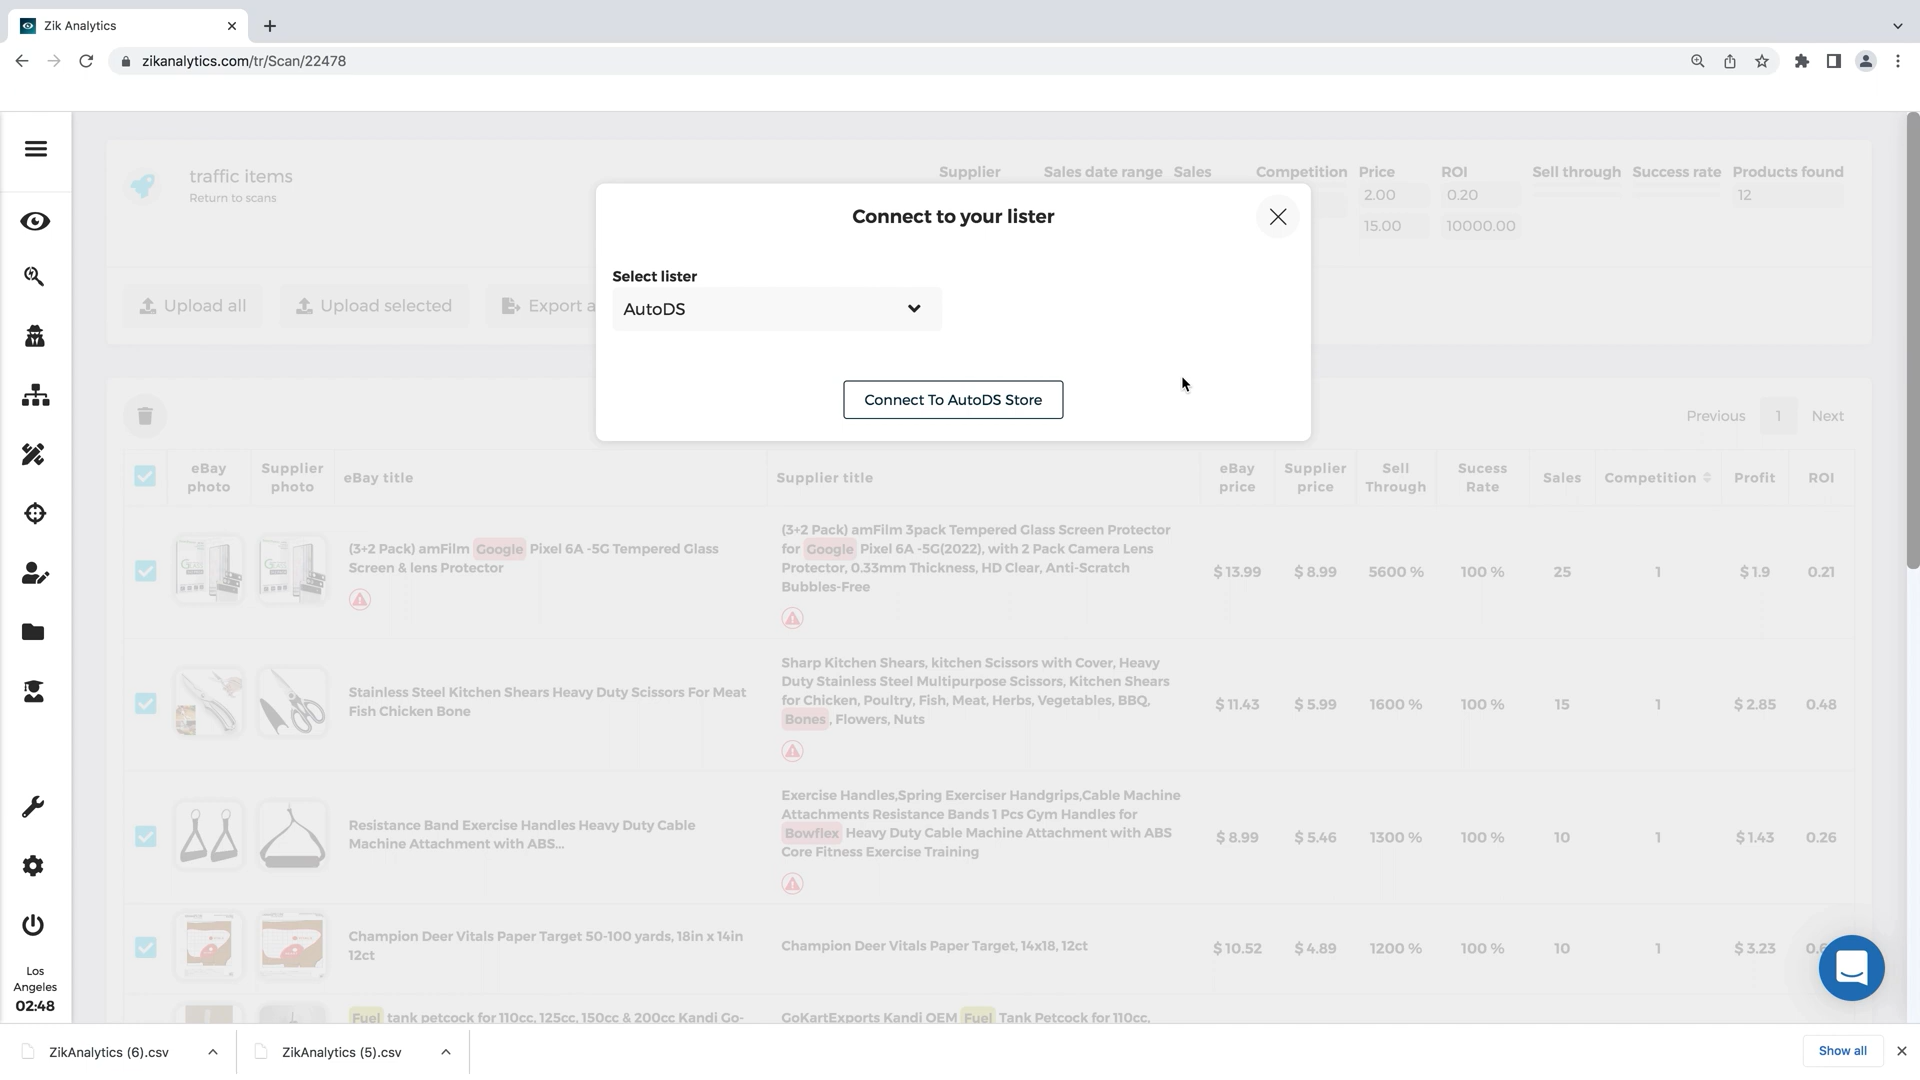 Zik Analytics
zikanalytics.com/tr/Scan/22478
traffic items
Return to scans
Supplier
Sales date range
Sales
Competition
Price
ROI
Sell through
Success rate
Products found
2.00
0.20
12
15.00
10000.00
Connect to your lister
Select lister
AutoDS
Connect To AutoDS Store
Upload all
Upload selected
Export a
Previous 1 Next
eBay photo
Supplier photo
eBay title
Supplier title
eBay price
Supplier price
Sell Through
Sucess Rate
Sales
Competition
Profit
ROI
(3+2 Pack) amFilm Google Pixel 6A -5G Tempered Glass
Screen & lens Protector
(3+2 Pack) amFilm 3pack Tempered Glass Screen Protector
for Google Pixel 6A -5G(2022), with 2 Pack Camera Lens
Protector, 0.33mm Thickness, HD Clear, Anti-Scratch
Bubbles-Free
$ 13.99 $ 8.99 5600 % 100 % 25 1 $ 1.9 0.21
Stainless Steel Kitchen Shears Heavy Duty Scissors For Meat
Fish Chicken Bone
Sharp Kitchen Shears, kitchen Scissors with Cover, Heavy
Duty Stainless Steel Multipurpose Scissors, Kitchen Shears
for Chicken, Poultry, Fish, Meat, Herbs, Vegetables, BBQ,
Bones, Flowers, Nuts
$ 11.43 $ 5.99 1600 % 100 % 15 1 $ 2.85 0.48
Resistance Band Exercise Handles Heavy Duty Cable
Machine Attachment with ABS...
Exercise Handles,Spring Exerciser Handgrips,Cable Machine
Attachments Resistance Bands 1 Pcs Gym Handles for
Bowflex Heavy Duty Cable Machine Attachment with ABS
Core Fitness Exercise Training
$ 8.99 $ 5.46 1300 % 100 % 10 1 $ 1.43 0.26
Champion Deer Vitals Paper Target 50-100 yards, 18in x 14in
12ct
Champion Deer Vitals Paper Target, 14x18, 12ct
$ 10.52 $ 4.89 1200 % 100 % 10 1 $ 3.23
Fuel tank petcock for 110cc, 125cc, 150cc & 200cc Kandi Go-
GoKartExports Kandi OEM Fuel Tank Petcock for 110cc,
Los
Angeles
02:48
ZikAnalytics (6).csv
ZikAnalytics (5).csv
Show all